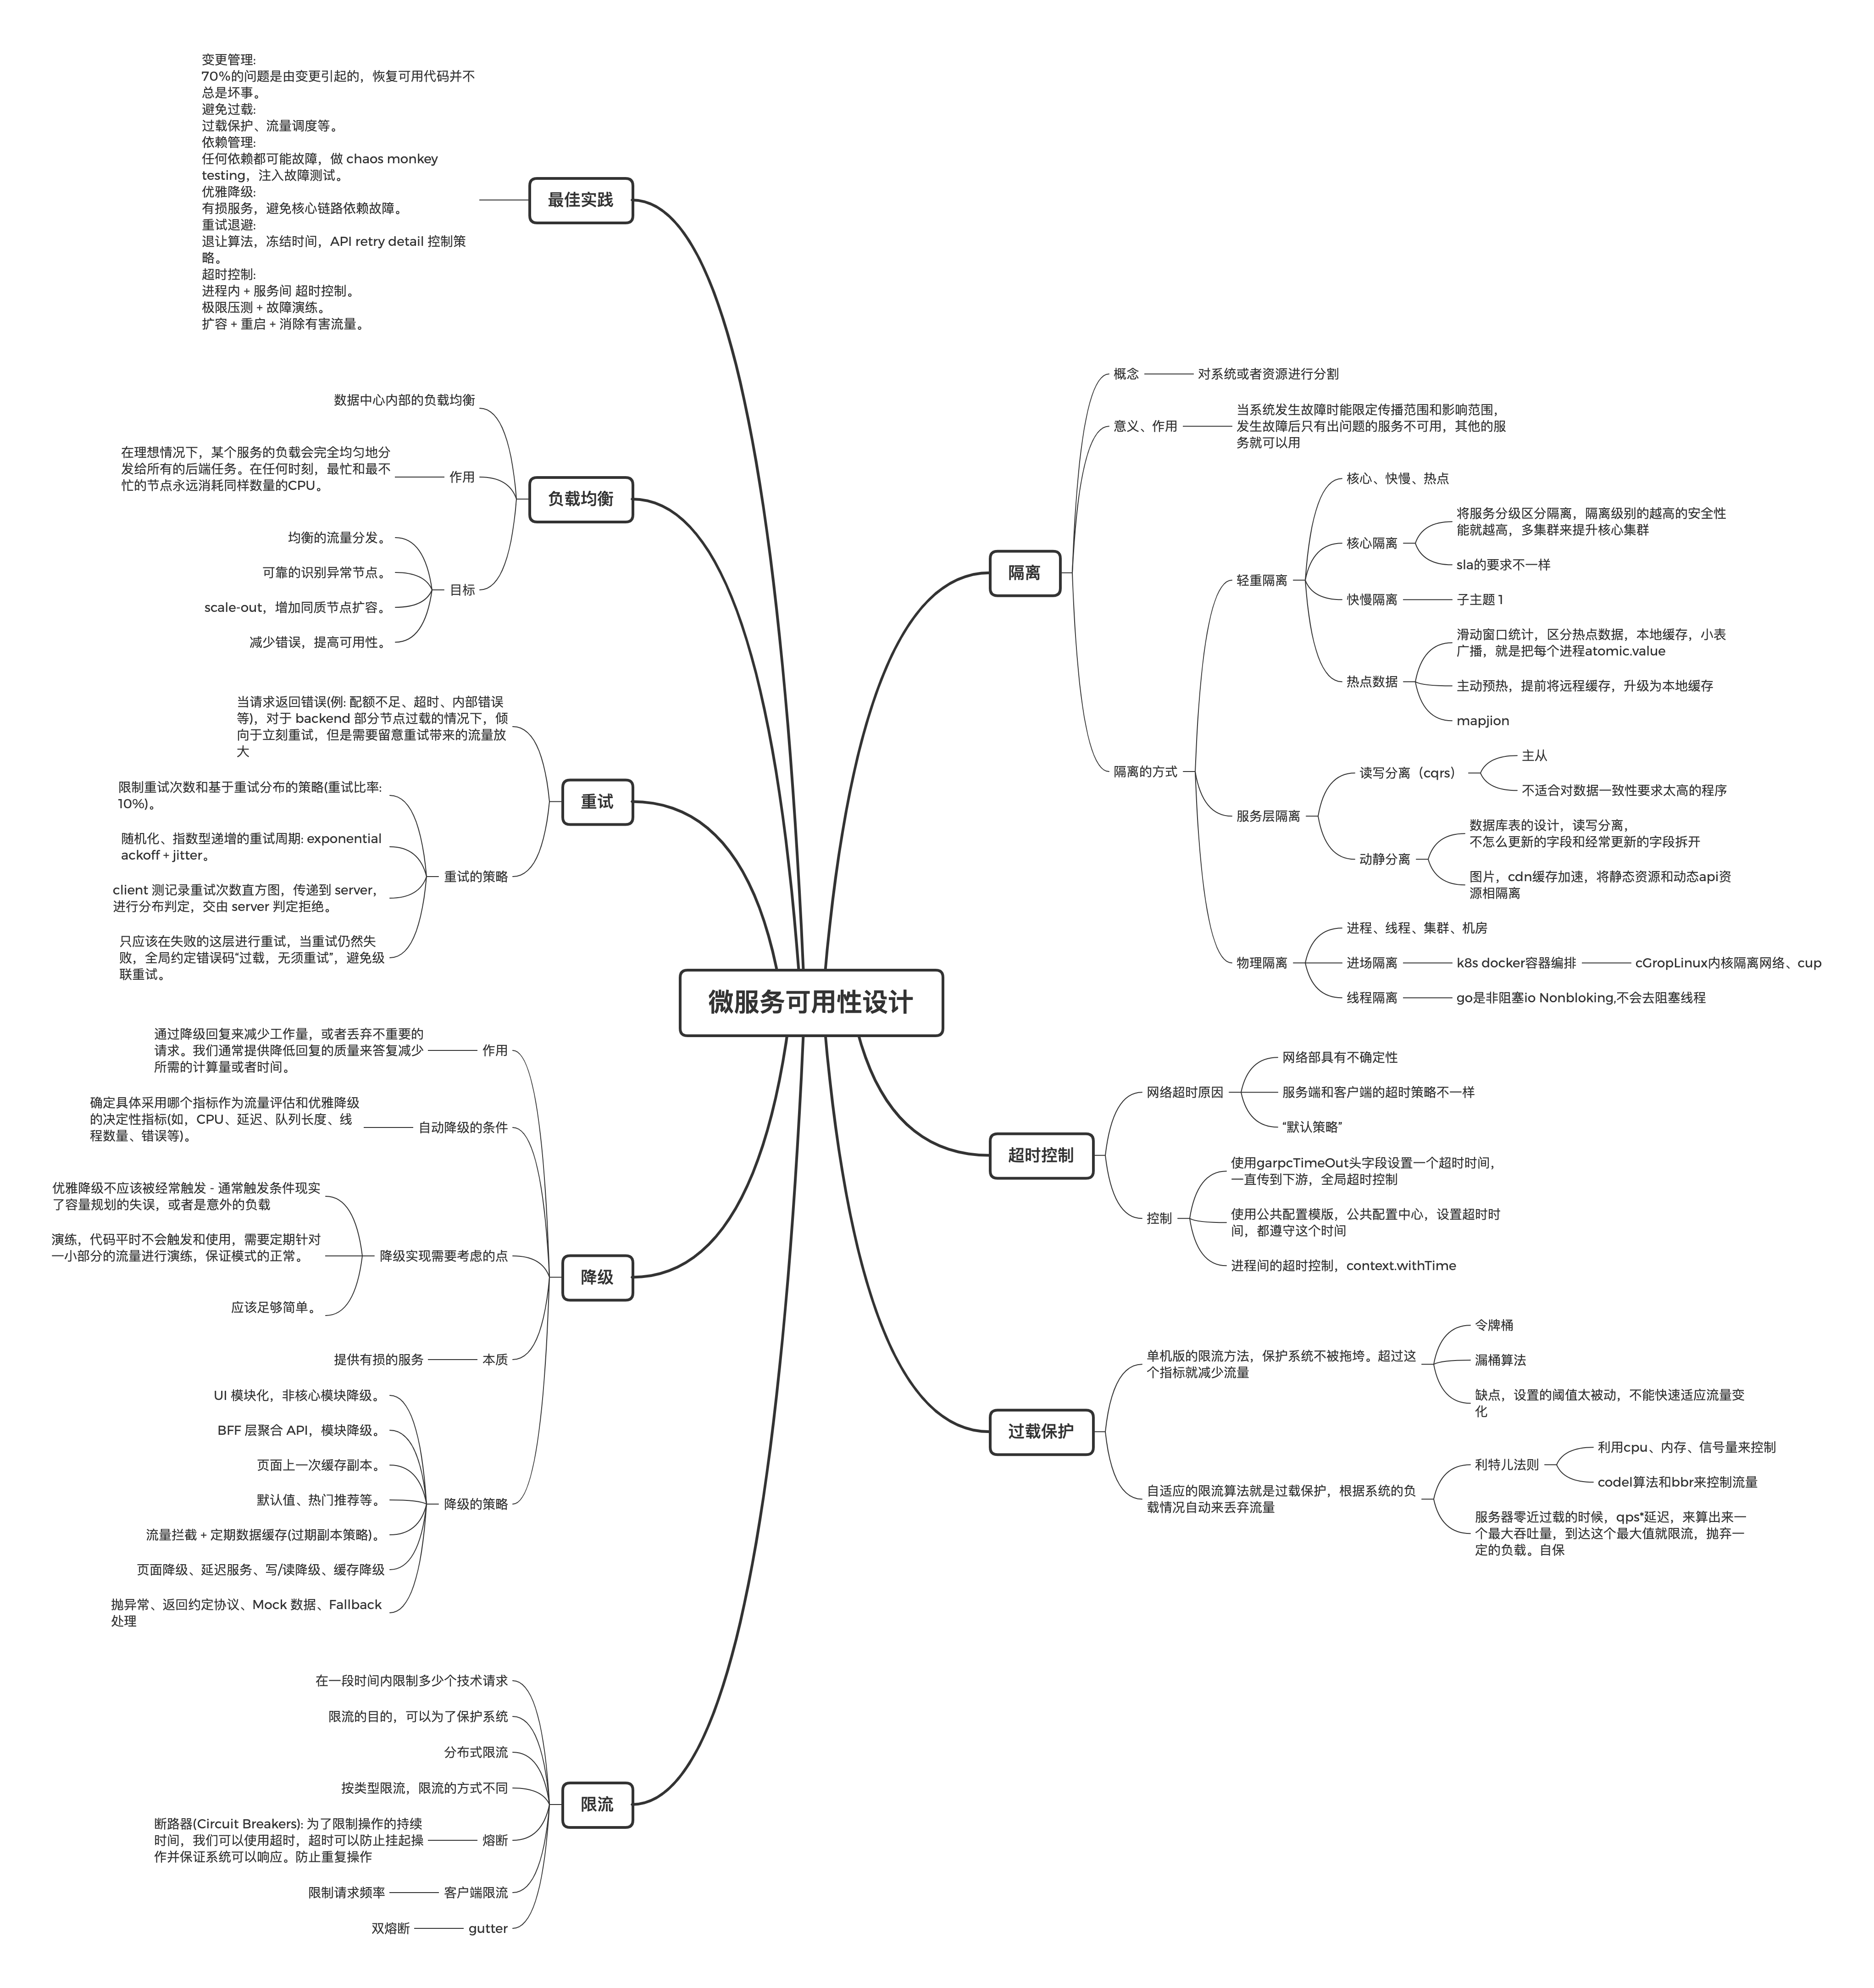 微服务可用性设计
最佳实践
变更管理:
70%的问题是由变更引起的，恢复可用代码并不
总是坏事。
避免过载:
过载保护、流量调度等。
依赖管理:
任何依赖都可能故障，做 chaos monkey
testing，注入故障测试。
优雅降级:
有损服务，避免核心链路依赖故障。
重试退避:
退让算法，冻结时间，API retry detail 控制策
略。
超时控制:
进程内 + 服务间 超时控制。
极限压测 + 故障演练。
扩容 + 重启 + 消除有害流量。
负载均衡
数据中心内部的负载均衡
作用
在理想情况下，某个服务的负载会完全均匀地分
发给所有的后端任务。在任何时刻，最忙和最不
忙的节点永远消耗同样数量的CPU。
目标
均衡的流量分发。
可靠的识别异常节点。
scale-out，增加同质节点扩容。
减少错误，提高可用性。
重试
当请求返回错误(例: 配额不足、超时、内部错误
等)，对于 backend 部分节点过载的情况下，倾
向于立刻重试，但是需要留意重试带来的流量放
大
重试的策略
限制重试次数和基于重试分布的策略(重试比率:
10%)。
随机化、指数型递增的重试周期: exponential
ackoff + jitter。
client 测记录重试次数直方图，传递到 server，
进行分布判定，交由 server 判定拒绝。
只应该在失败的这层进行重试，当重试仍然失
败，全局约定错误码“过载，无须重试”，避免级
联重试。
降级
作用
通过降级回复来减少工作量，或者丢弃不重要的
请求。我们通常提供降低回复的质量来答复减少
所需的计算量或者时间。
自动降级的条件
确定具体采用哪个指标作为流量评估和优雅降级
的决定性指标(如，CPU、延迟、队列长度、线
程数量、错误等)。
降级实现需要考虑的点
优雅降级不应该被经常触发 - 通常触发条件现实
了容量规划的失误，或者是意外的负载
演练，代码平时不会触发和使用，需要定期针对
一小部分的流量进行演练，保证模式的正常。
应该足够简单。
本质
提供有损的服务
降级的策略
UI 模块化，非核心模块降级。
BFF 层聚合 API，模块降级。
页面上一次缓存副本。
默认值、热门推荐等。
流量拦截 + 定期数据缓存(过期副本策略)。
页面降级、延迟服务、写/读降级、缓存降级
抛异常、返回约定协议、Mock 数据、Fallback
处理
限流
在一段时间内限制多少个技术请求
限流的目的，可以为了保护系统
分布式限流
按类型限流，限流的方式不同
熔断
断路器(Circuit Breakers): 为了限制操作的持续
时间，我们可以使用超时，超时可以防止挂起操
作并保证系统可以响应。防止重复操作
客户端限流
限制请求频率
gutter
双熔断
隔离
概念
对系统或者资源进行分割
意义、作用
当系统发生故障时能限定传播范围和影响范围，
发生故障后只有出问题的服务不可用，其他的服
务就可以用
隔离的方式
轻重隔离
核心、快慢、热点
核心隔离
将服务分级区分隔离，隔离级别的越高的安全性
能就越高，多集群来提升核心集群
sla的要求不一样
快慢隔离
子主题 1
热点数据
滑动窗口统计，区分热点数据，本地缓存，小表
广播，就是把每个进程atomic.value
主动预热，提前将远程缓存，升级为本地缓存
mapjion
服务层隔离
读写分离（cqrs）
主从
不适合对数据一致性要求太高的程序
动静分离
数据库表的设计，读写分离，
不怎么更新的字段和经常更新的字段拆开
图片，cdn缓存加速，将静态资源和动态api资
源相隔离
物理隔离
进程、线程、集群、机房
进场隔离
k8s docker容器编排
cGropLinux内核隔离网络、cup
线程隔离
go是非阻塞io Nonbloking,不会去阻塞线程
超时控制
网络超时原因
网络部具有不确定性
服务端和客户端的超时策略不一样
“默认策略”
控制
使用garpcTimeOut头字段设置一个超时时间，
一直传到下游，全局超时控制
使用公共配置模版，公共配置中心，设置超时时
间，都遵守这个时间
进程间的超时控制，context.withTime
过载保护
单机版的限流方法，保护系统不被拖垮。超过这
个指标就减少流量
令牌桶
漏桶算法
缺点，设置的阈值太被动，不能快速适应流量变
化
自适应的限流算法就是过载保护，根据系统的负
载情况自动来丢弃流量
利特儿法则
利用cpu、内存、信号量来控制
codel算法和bbr来控制流量
服务器零近过载的时候，qps*延迟，来算出来一
个最大吞吐量，到达这个最大值就限流，抛弃一
定的负载。自保